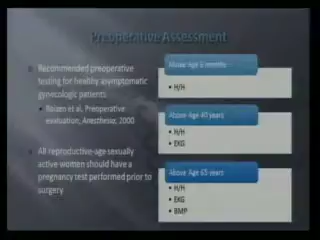 Preoperative Assessment
Recommended preoperative
testing for healthy asymptomatic
gynecologic patients
• Roizen et al, Preoperative
evaluation, Anesthesia, 2000
All reproductive-age sexually
active women should have a
pregnancy test performed prior to
surgery
Above Age 6 months
• H/H
Above Age 40 years
• H/H
• EKG
Above Age 65 years
• H/H
• EKG
• BMP